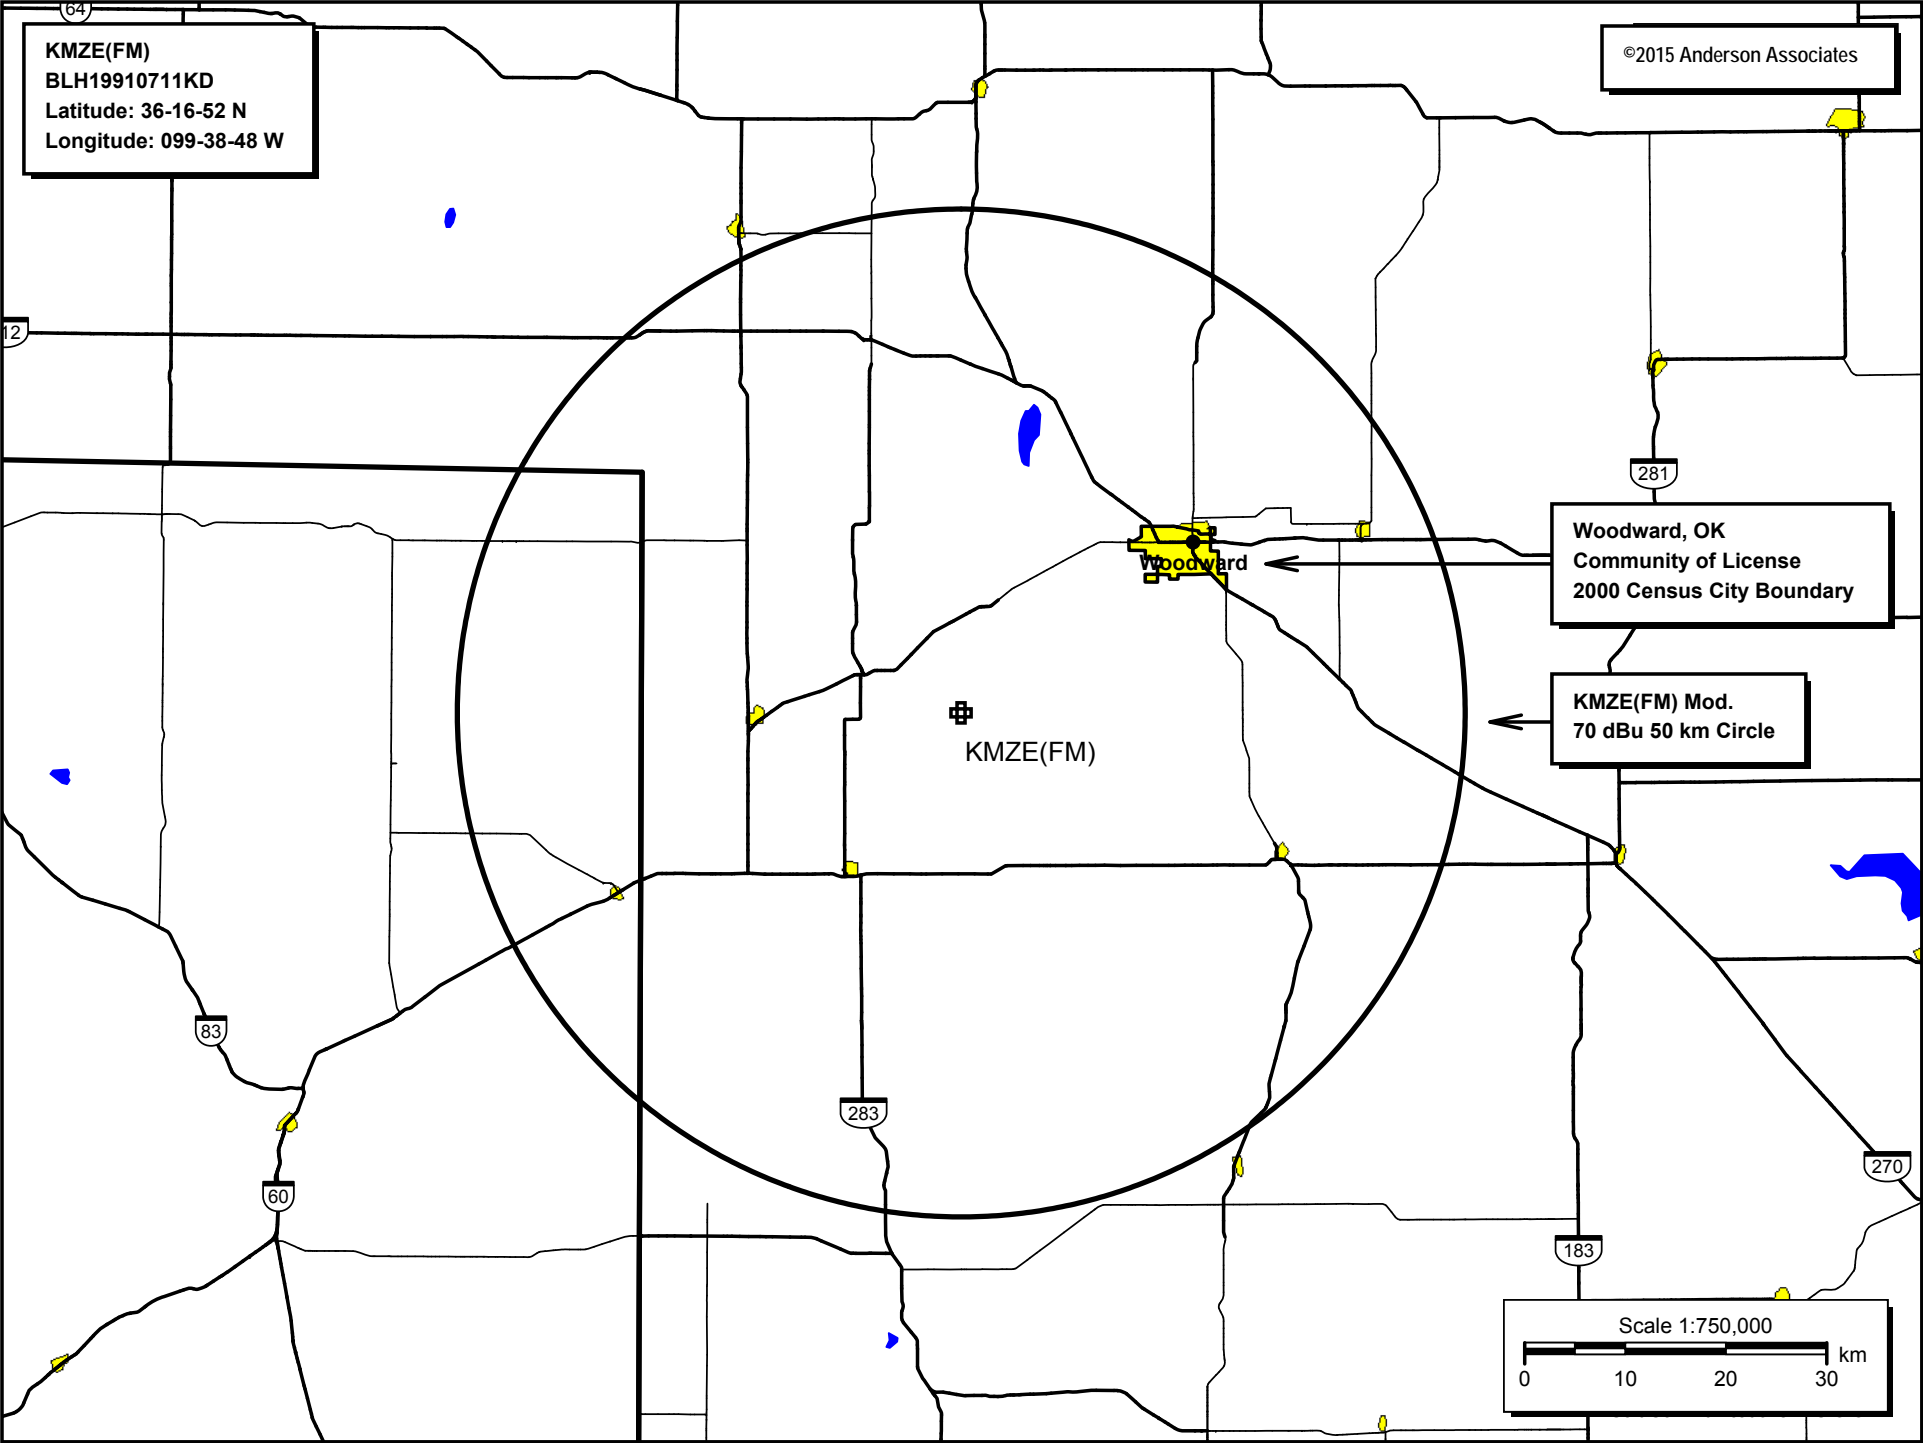 64
KMZE(FM)
BLH19910711KD
Latitude: 36-16-52 N
Longitude: 099-38-48 W
©2015 Anderson Associates
12
281
Woodward, OK
Community of License
2000 Census City Boundary
Woodward
KMZE(FM) Mod.
70 dBu 50 km Circle
KMZE(FM)
83
283
60
270
183
Scale 1:750,000
km
0 10 20 30